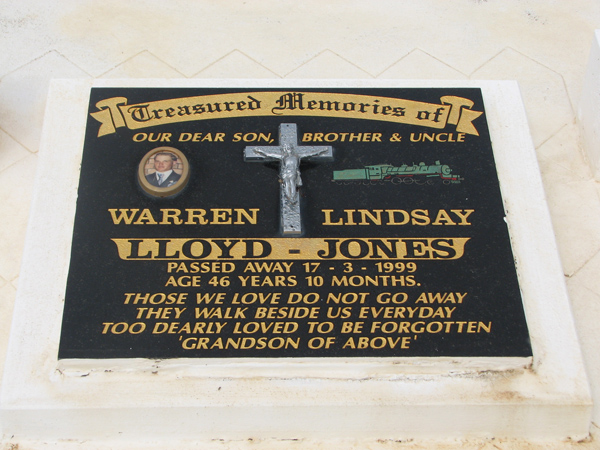 Treasured Memories of
OUR DEAR SON, BROTHER & UNCLE
WARREN LINDSAY
LLOYD - JONES
PASSED AWAY 17 - 3 - 1999
AGE 46 YEARS 10 MONTHS.
THOSE WE LOVE DO NOT GO AWAY
THEY WALK BESIDE US EVERYDAY
TOO DEARLY LOVED TO BE FORGOTTEN
'GRANDSON OF ABOVE'